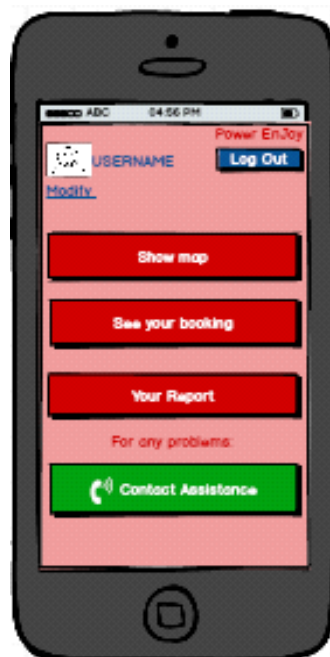 ABC 04:56 PM
Power EnJoy
USERNAME
Log Out
Modify
Show map
See your booking
Your Report
For any problems:
Contact Assistance